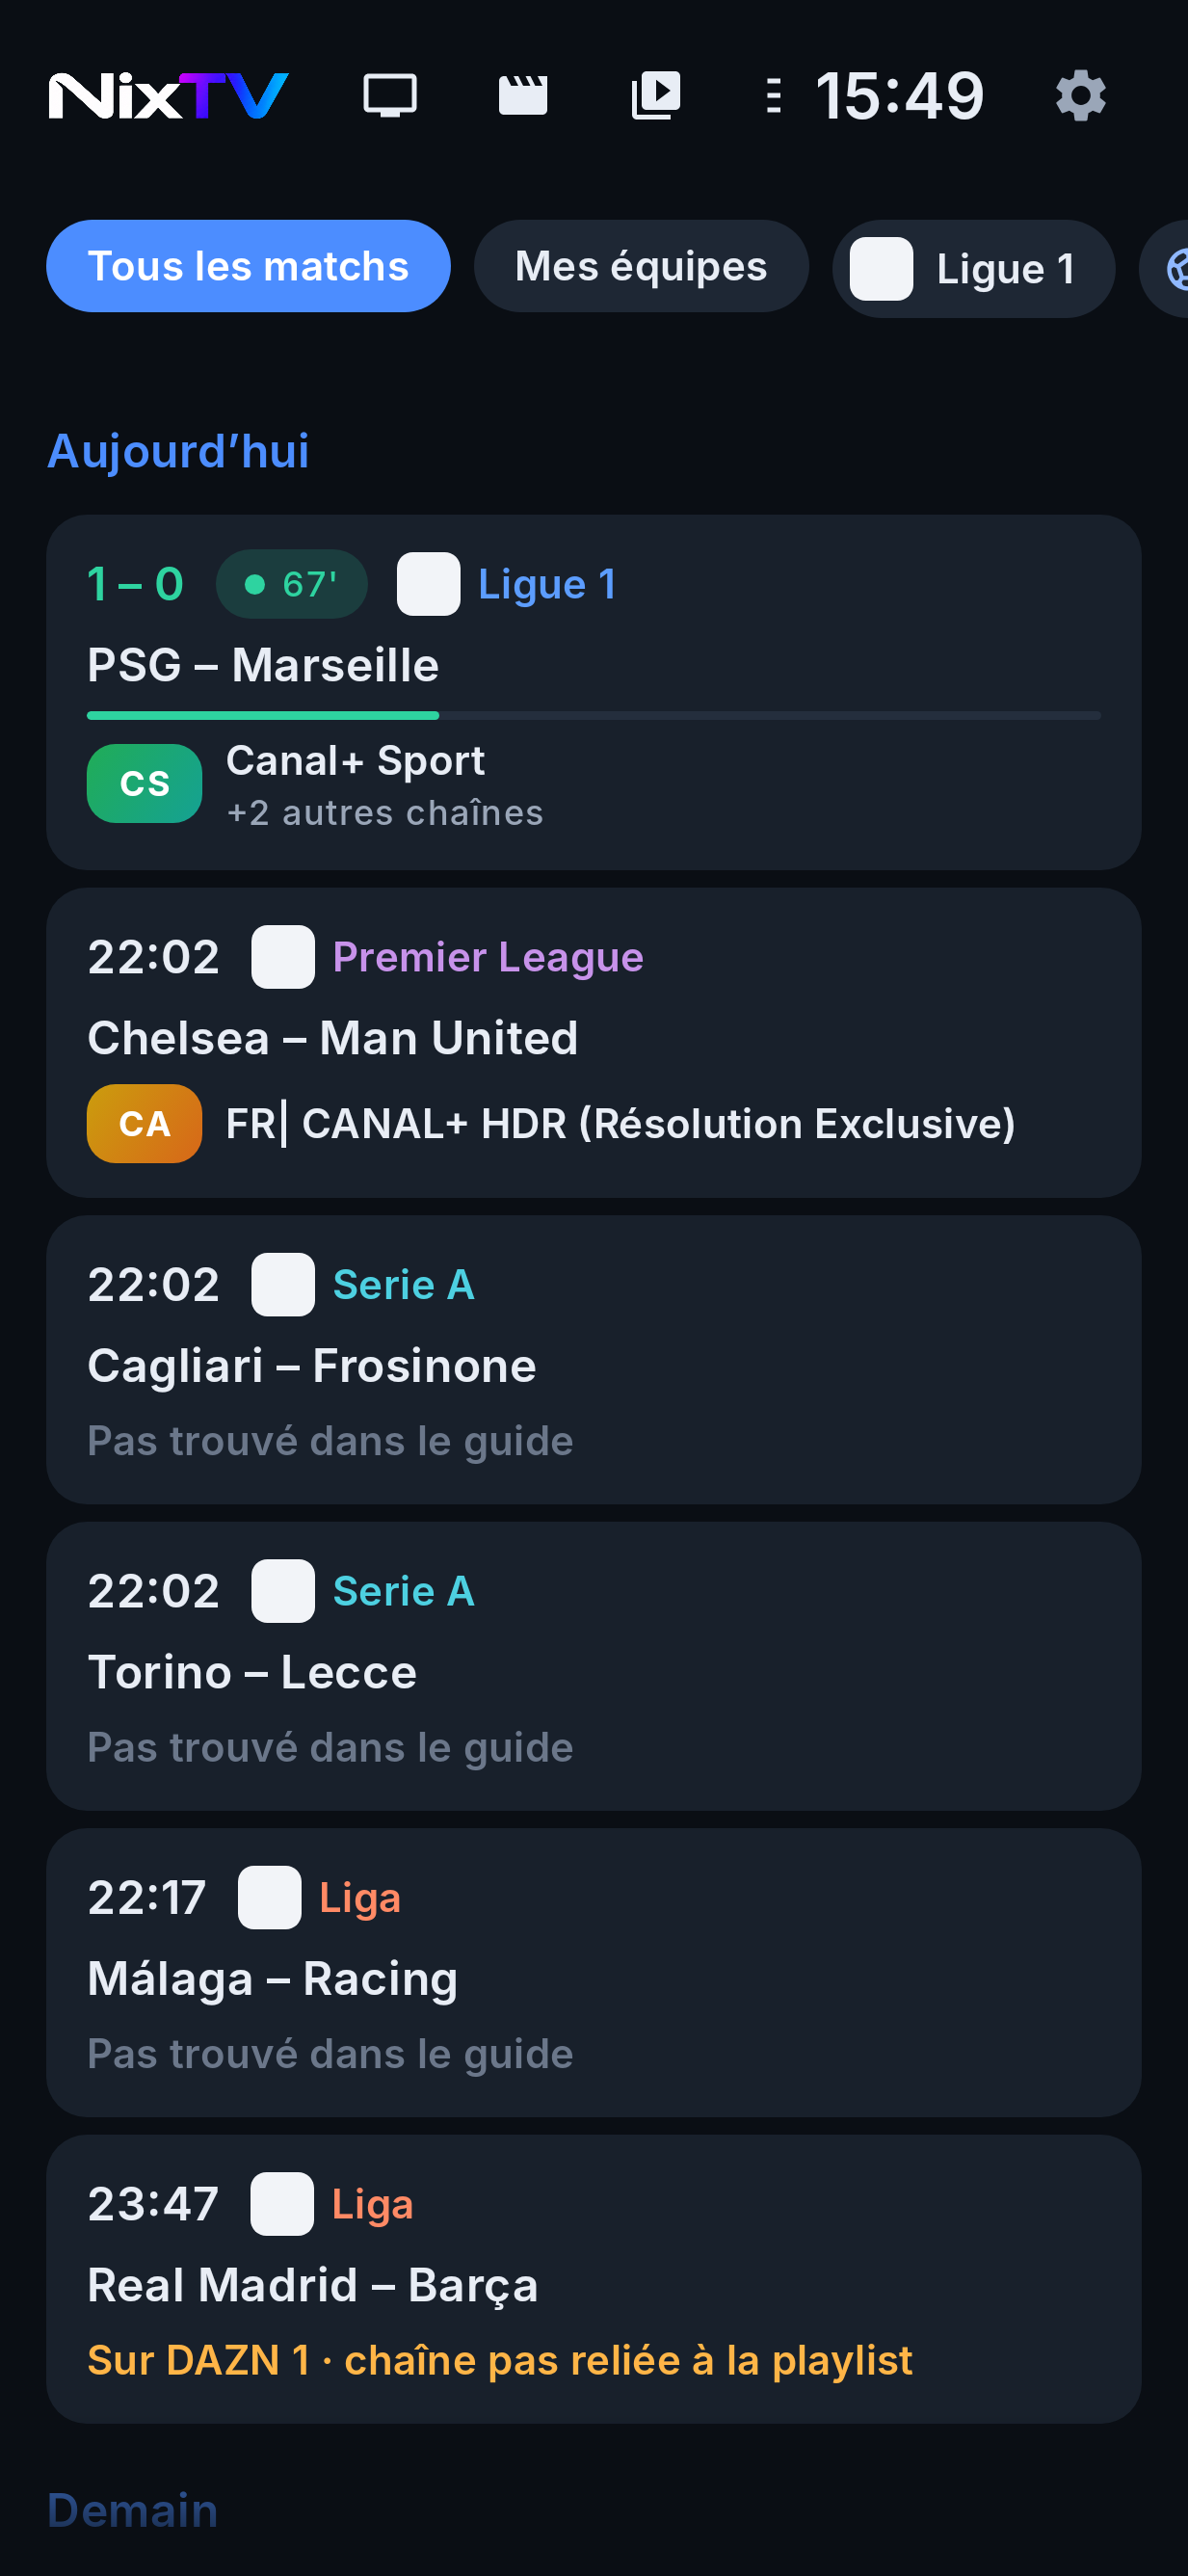 NixTV 15:49
Tous les matchs Mes équipes Ligue 1
Aujourd’hui
1 – 0 67' Ligue 1
PSG – Marseille
CS Canal+ Sport
+2 autres chaînes
22:02 Premier League
Chelsea – Man United
CA FR| CANAL+ HDR (Résolution Exclusive)
22:02 Serie A
Cagliari – Frosinone
Pas trouvé dans le guide
22:02 Serie A
Torino – Lecce
Pas trouvé dans le guide
22:17 Liga
Málaga – Racing
Pas trouvé dans le guide
23:47 Liga
Real Madrid – Barça
Sur DAZN 1 · chaîne pas reliée à la playlist
Demain